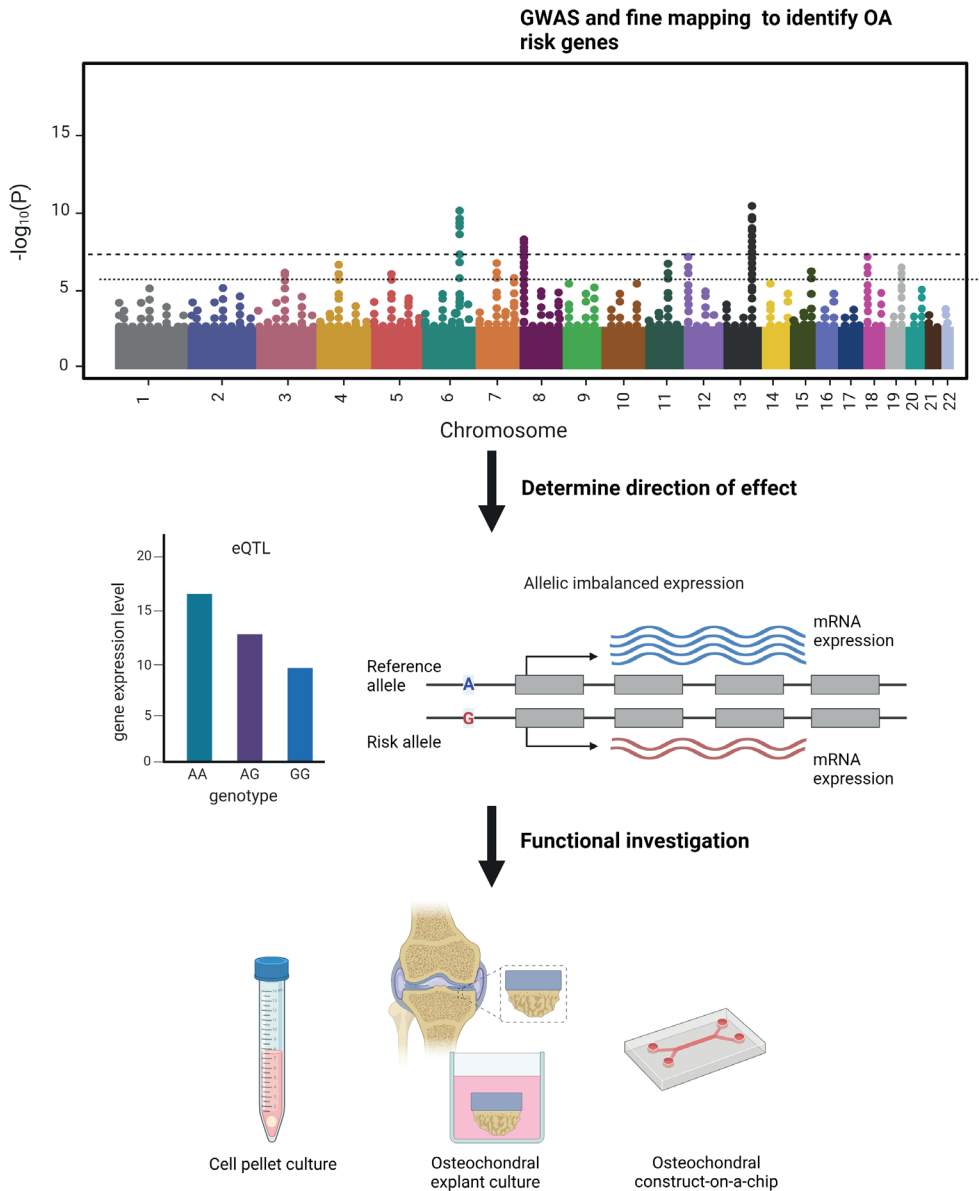 GWAS and fine mapping to identify OA
risk genes
-log10(P)
15
10
5
0
1
2
3
4
5
6
7
8
9
10
11
12
13
14
15
16
17
18
19
20
21
22
Chromosome
Determine direction of effect
eQTL
gene expression level
20
15
10
5
0
AA AG GG
genotype
Allelic imbalanced expression
mRNA
expression
Reference
allele
A
G
Risk allele
mRNA
expression
Functional investigation
Cell pellet culture
Osteochondral
explant culture
Osteochondral
construct-on-a-chip